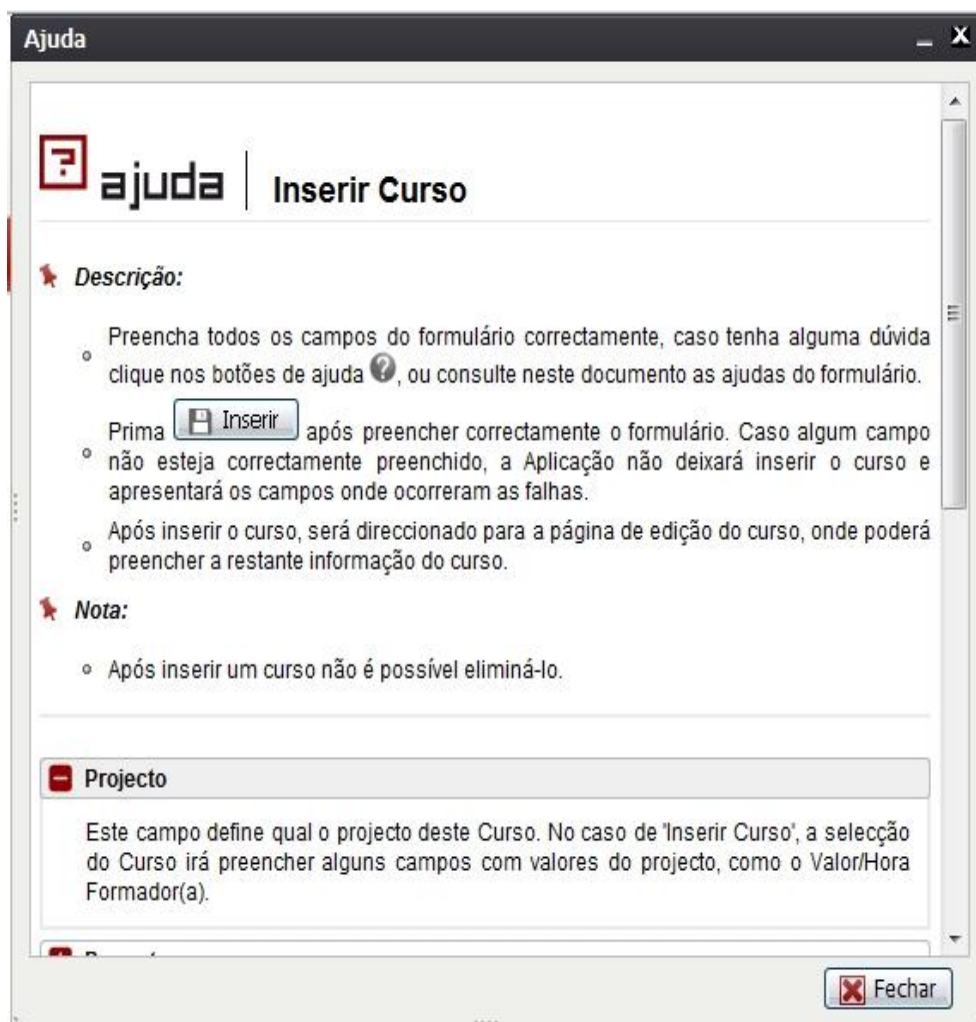 Ajuda
ajuda | Inserir Curso
Descrição:
Preencha todos os campos do formulário correctamente, caso tenha alguma dúvida
clique nos botões de ajuda ?, ou consulte neste documento as ajudas do formulário.
Prima Inserir após preencher correctamente o formulário. Caso algum campo
não esteja correctamente preenchido, a Aplicação não deixará inserir o curso e
apresentará os campos onde ocorreram as falhas.
Após inserir o curso, será direccionado para a página de edição do curso, onde poderá
preencher a restante informação do curso.
Nota:
Após inserir um curso não é possível eliminá-lo.
Projecto
Este campo define qual o projecto deste Curso. No caso de 'Inserir Curso', a selecção
do Curso irá preencher alguns campos com valores do projecto, como o Valor/Hora
Formador(a).
Fechar